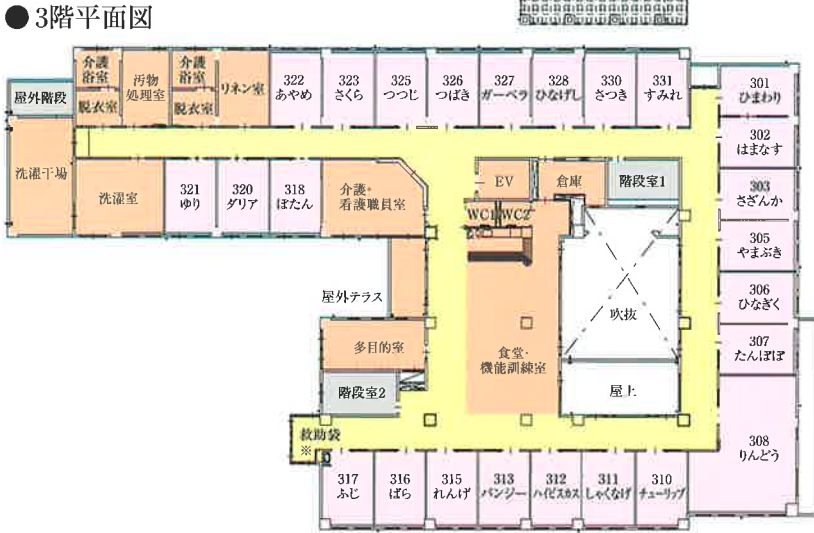 ●3階平面図
屋外階段
介護
浴室
脱衣室
汚物
処理室
介護
浴室
脱衣室
リネン室
322
あやめ
323
さくら
325
つつじ
326
つばき
327
ガーベラ
328
ひなげし
330
さつき
331
すみれ
301
ひまわり
302
はまなす
303
さざんか
305
やまぶき
306
ひなぎく
307
たんぽぽ
308
りんどう
洗濯干場
洗濯室
321
ゆり
320
ダリア
318
ぼたん
介護・
看護職員室
EV
倉庫
階段室1
WC1
WC2
屋外テラス
吹抜
多目的室
食堂・
機能訓練室
階段室2
屋上
救助袋
※
317
ふじ
316
ばら
315
れんげ
313
パンジー
312
ハイビスカス
311
しゃくなげ
310
チューリップ